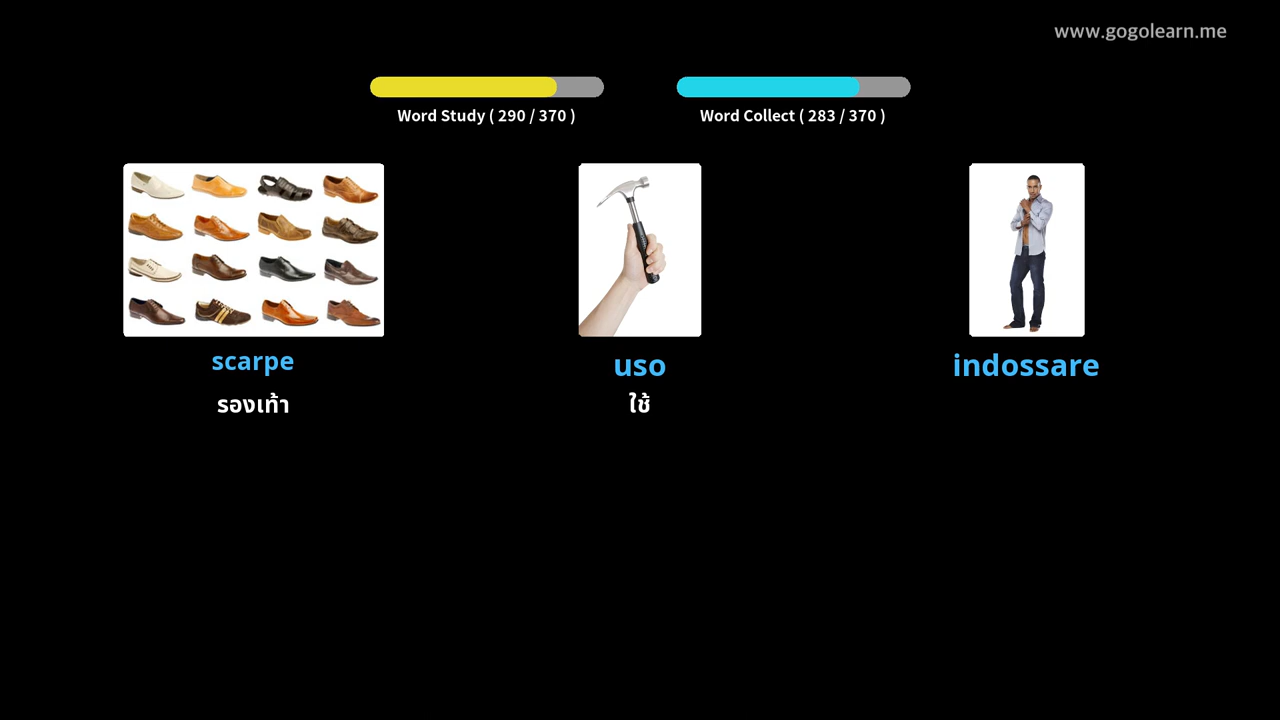 www.gogolearn.me
Word Study ( 290 / 370 )
Word Collect ( 283 / 370 )
scarpe
uso
indossare
รองเท้า
ใช้